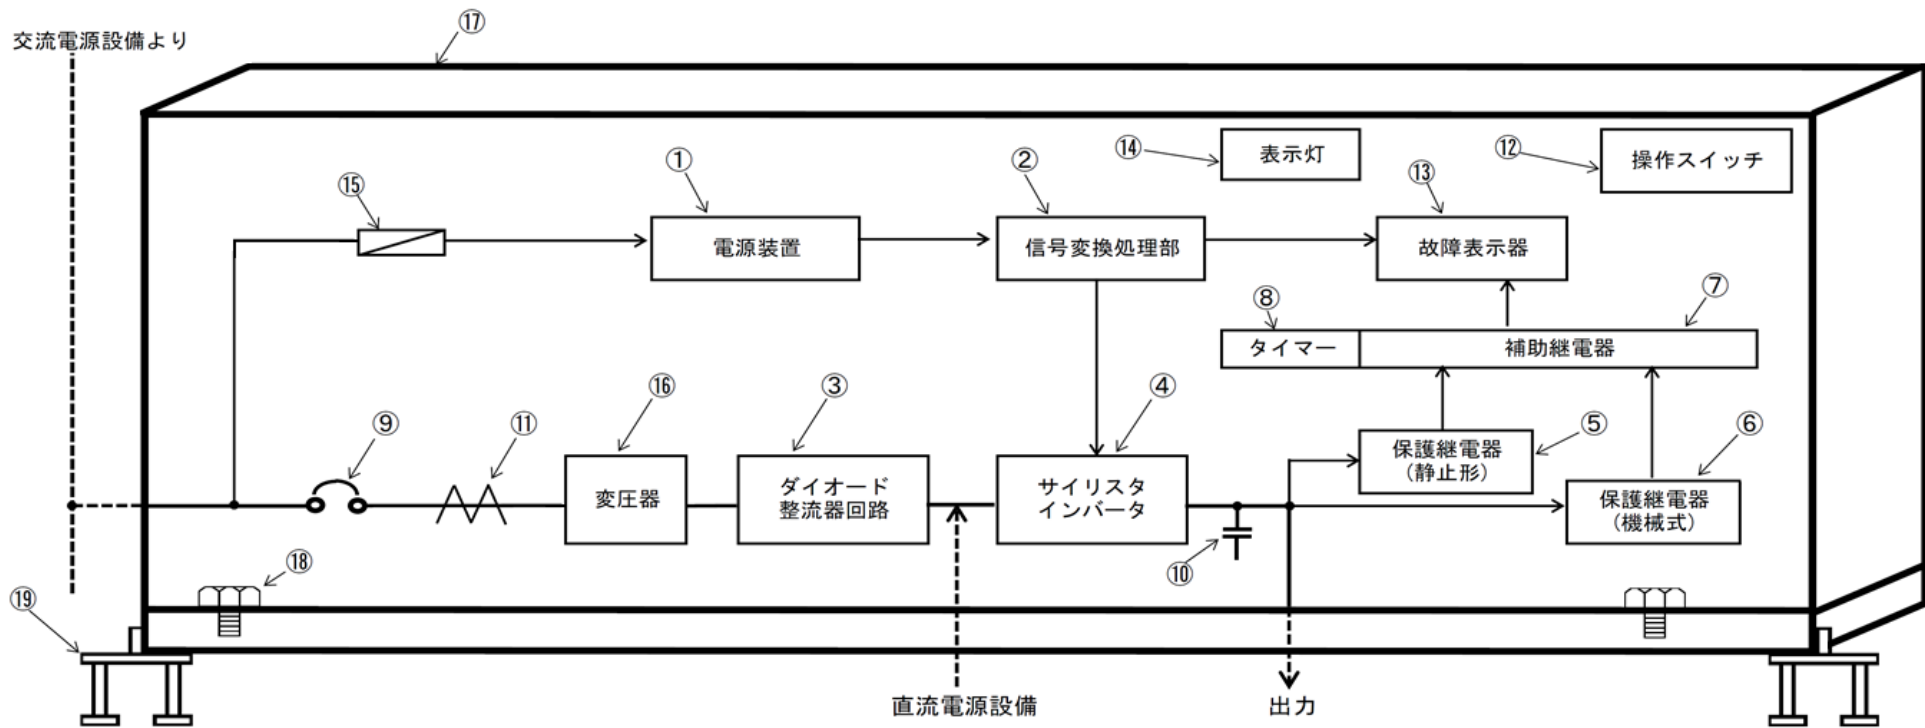 ⑰
交流電源設備より
⑭
表示灯
⑫
操作スイッチ
①
②
⑬
⑮
電源装置
信号変換処理部
故障表示器
⑧
⑦
タイマー
補助継電器
⑯
③
④
⑨
⑪
⑤
⑥
保護継電器
(静止形)
変圧器
ダイオード
整流器回路
サイリスタ
インバータ
保護継電器
(機械式)
⑩
⑱
⑲
直流電源設備
出力